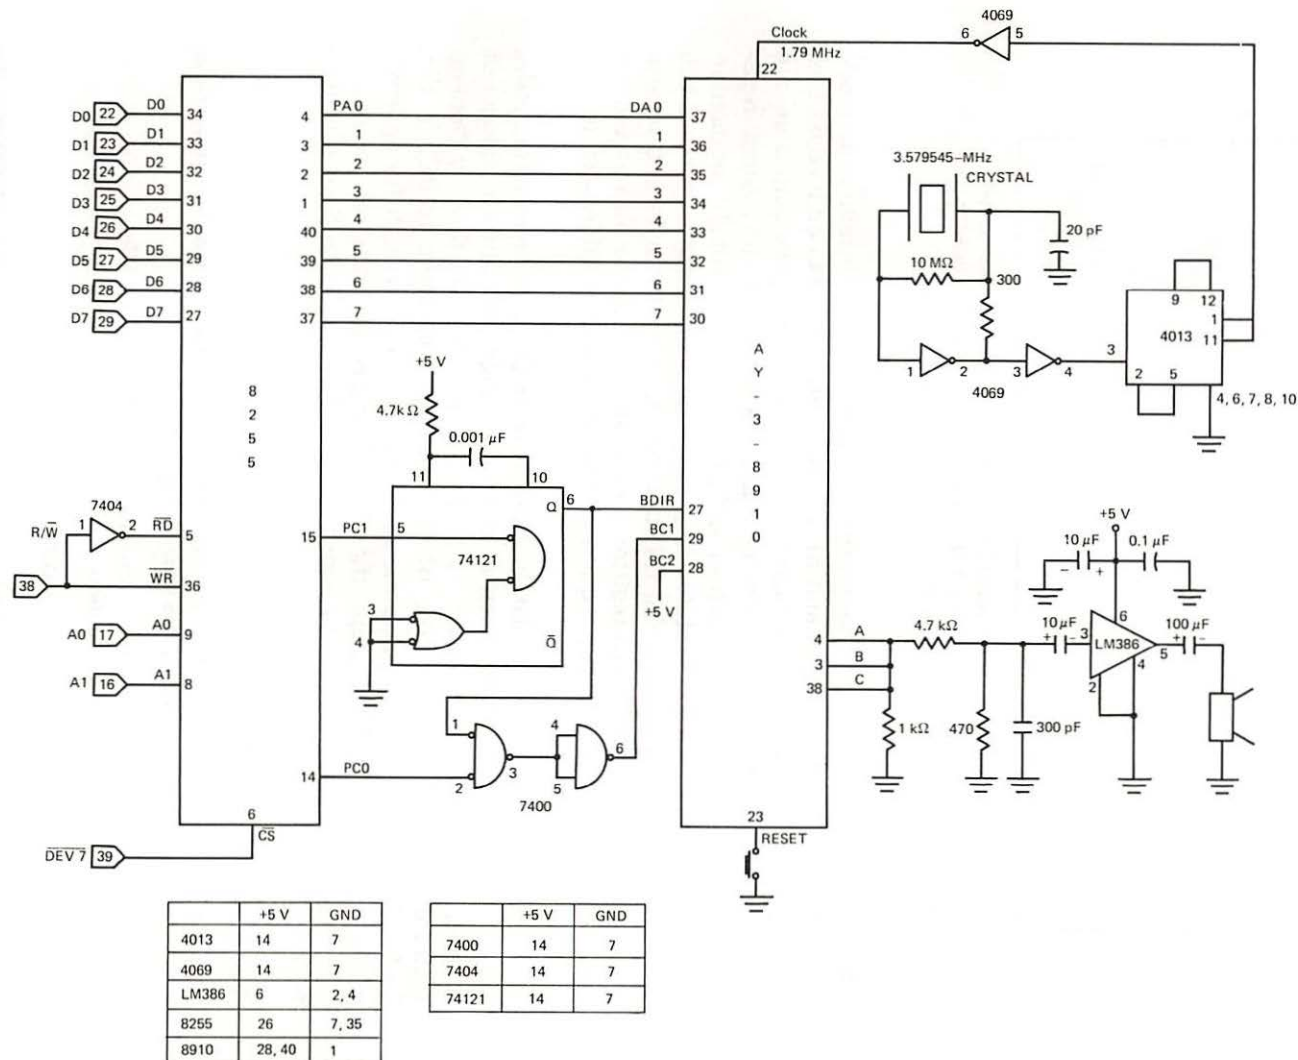 4069
6
5
Clock
1.79 MHz
22
D0 22 D0 34
D1 23 D1 33
D2 24 D2 32
D3 25 D3 31
D4 26 D4 30
D5 27 D5 29
D6 28 D6 28
D7 29 D7 27
4 PA0 DA0 37
3 1 1 36
2 2 2 35
1 3 3 34
40 4 4 33
39 5 5 32
38 6 6 31
37 7 7 30
8
2
5
5
A
Y
-
3
-
8
9
1
0
3.579545-MHz
CRYSTAL
20 pF
10 MΩ
300
1 2 3 4
4069
3
9 12
4013
1
11
2 5
4, 6, 7, 8, 10
+5 V
4.7k Ω
0.001 μF
11 10
Q 6
BDIR 27
BC1 29
BC2 28
+5 V
15 PC1 5
74121
3
4
Q̅
7404
R/W̅ 1 2 R̅D̅ 5
38 W̅R̅ 36
A0 17 A0 9
A1 16 A1 8
14 PC0
1
2
3
4
5
6
7400
6
C̅S̅
D̅E̅V̅ ̅7̅ 39
23
RESET
4 A
3 B
38 C
4.7 kΩ
1 kΩ
470
300 pF
+5 V
10 μF
- +
0.1 μF
10 μF
+ -
3
6
LM386
2
4
5
100 μF
+ -
+5 V GND
4013 14 7
4069 14 7
LM386 6 2, 4
8255 26 7, 35
8910 28, 40 1
+5 V GND
7400 14 7
7404 14 7
74121 14 7